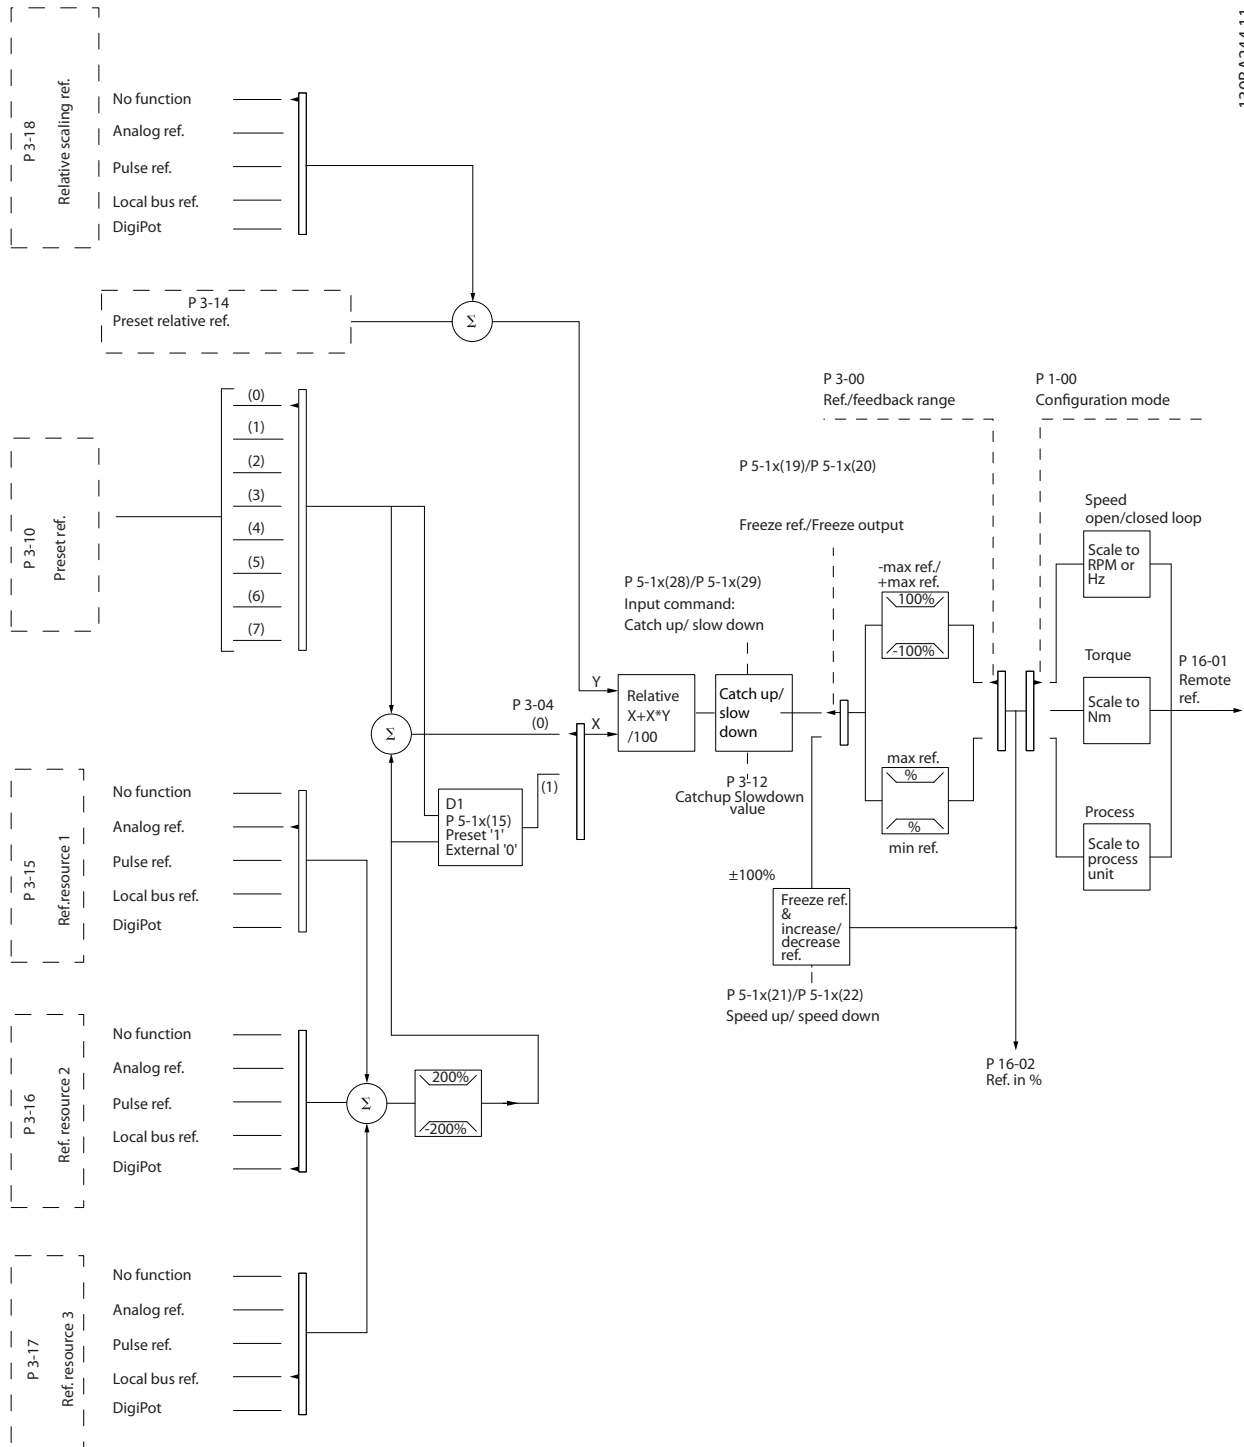 P 3-18
Relative scaling ref.
No function
Analog ref.
Pulse ref.
Local bus ref.
DigiPot
P 3-14
Preset relative ref.
Σ
P 3-10
Preset ref.
(0)
(1)
(2)
(3)
(4)
(5)
(6)
(7)
P 3-15
Ref.resource 1
No function
Analog ref.
Pulse ref.
Local bus ref.
DigiPot
P 3-16
Ref. resource 2
No function
Analog ref.
Pulse ref.
Local bus ref.
DigiPot
P 3-17
Ref. resource 3
No function
Analog ref.
Pulse ref.
Local bus ref.
DigiPot
Σ
200%
-200%
Σ
D1
P 5-1x(15)
Preset '1'
External '0'
P 3-04
(0)
(1)
Y
X
Relative
X+X*Y
/100
P 5-1x(28)/P 5-1x(29)
Input command:
Catch up/ slow down
Catch up/
slow
down
P 3-12
Catchup Slowdown
value
P 5-1x(19)/P 5-1x(20)
Freeze ref./Freeze output
±100%
Freeze ref.
&
increase/
decrease
ref.
P 5-1x(21)/P 5-1x(22)
Speed up/ speed down
P 3-00
Ref./feedback range
-max ref./
+max ref.
100%
-100%
max ref.
%
%
min ref.
P 1-00
Configuration mode
Speed
open/closed loop
Scale to
RPM or
Hz
Torque
Scale to
Nm
Process
Scale to
process
unit
P 16-01
Remote
ref.
P 16-02
Ref. in %